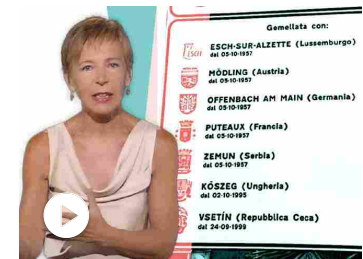 Gemellata con:
ESCH-SUR-ALZETTE (Lussemburgo)
dal 05-10-1957
MÖDLING (Austria)
dal 05-10-1957
OFFENBACH AM MAIN (Germania)
dal 05-10-1957
PUTEAUX (Francia)
dal 05-10-1957
ZEMUN (Serbia)
dal 05-10-1957
KÓSZEG (Ungheria)
dal 02-10-1995
VSETÍN (Repubblica Ceca)
dal 24-09-1999